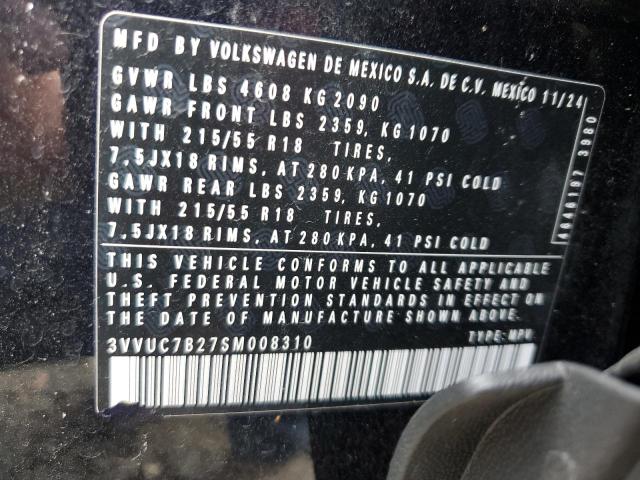 MFD BY VOLKSWAGEN DE MEXICO S.A. DE C.V. MEXICO 11/24
GVWR LBS 4608 KG 2090
GAWR FRONT LBS 2359, KG 1070
WITH 215/55 R18 TIRES,
7.5JX18 RIMS, AT 280 KPA, 41 PSI COLD
GAWR REAR LBS 2359, KG 1070
WITH 215/55 R18 TIRES,
7.5JX18 RIMS, AT 280 KPA, 41 PSI COLD
THIS VEHICLE CONFORMS TO ALL APPLICABLE
U.S. FEDERAL MOTOR VEHICLE SAFETY AND
THEFT PREVENTION STANDARDS IN EFFECT ON
THE DATE OF MANUFACTURE SHOWN ABOVE.
3VVUC7B27SM008310 TYPE: MPV
3980